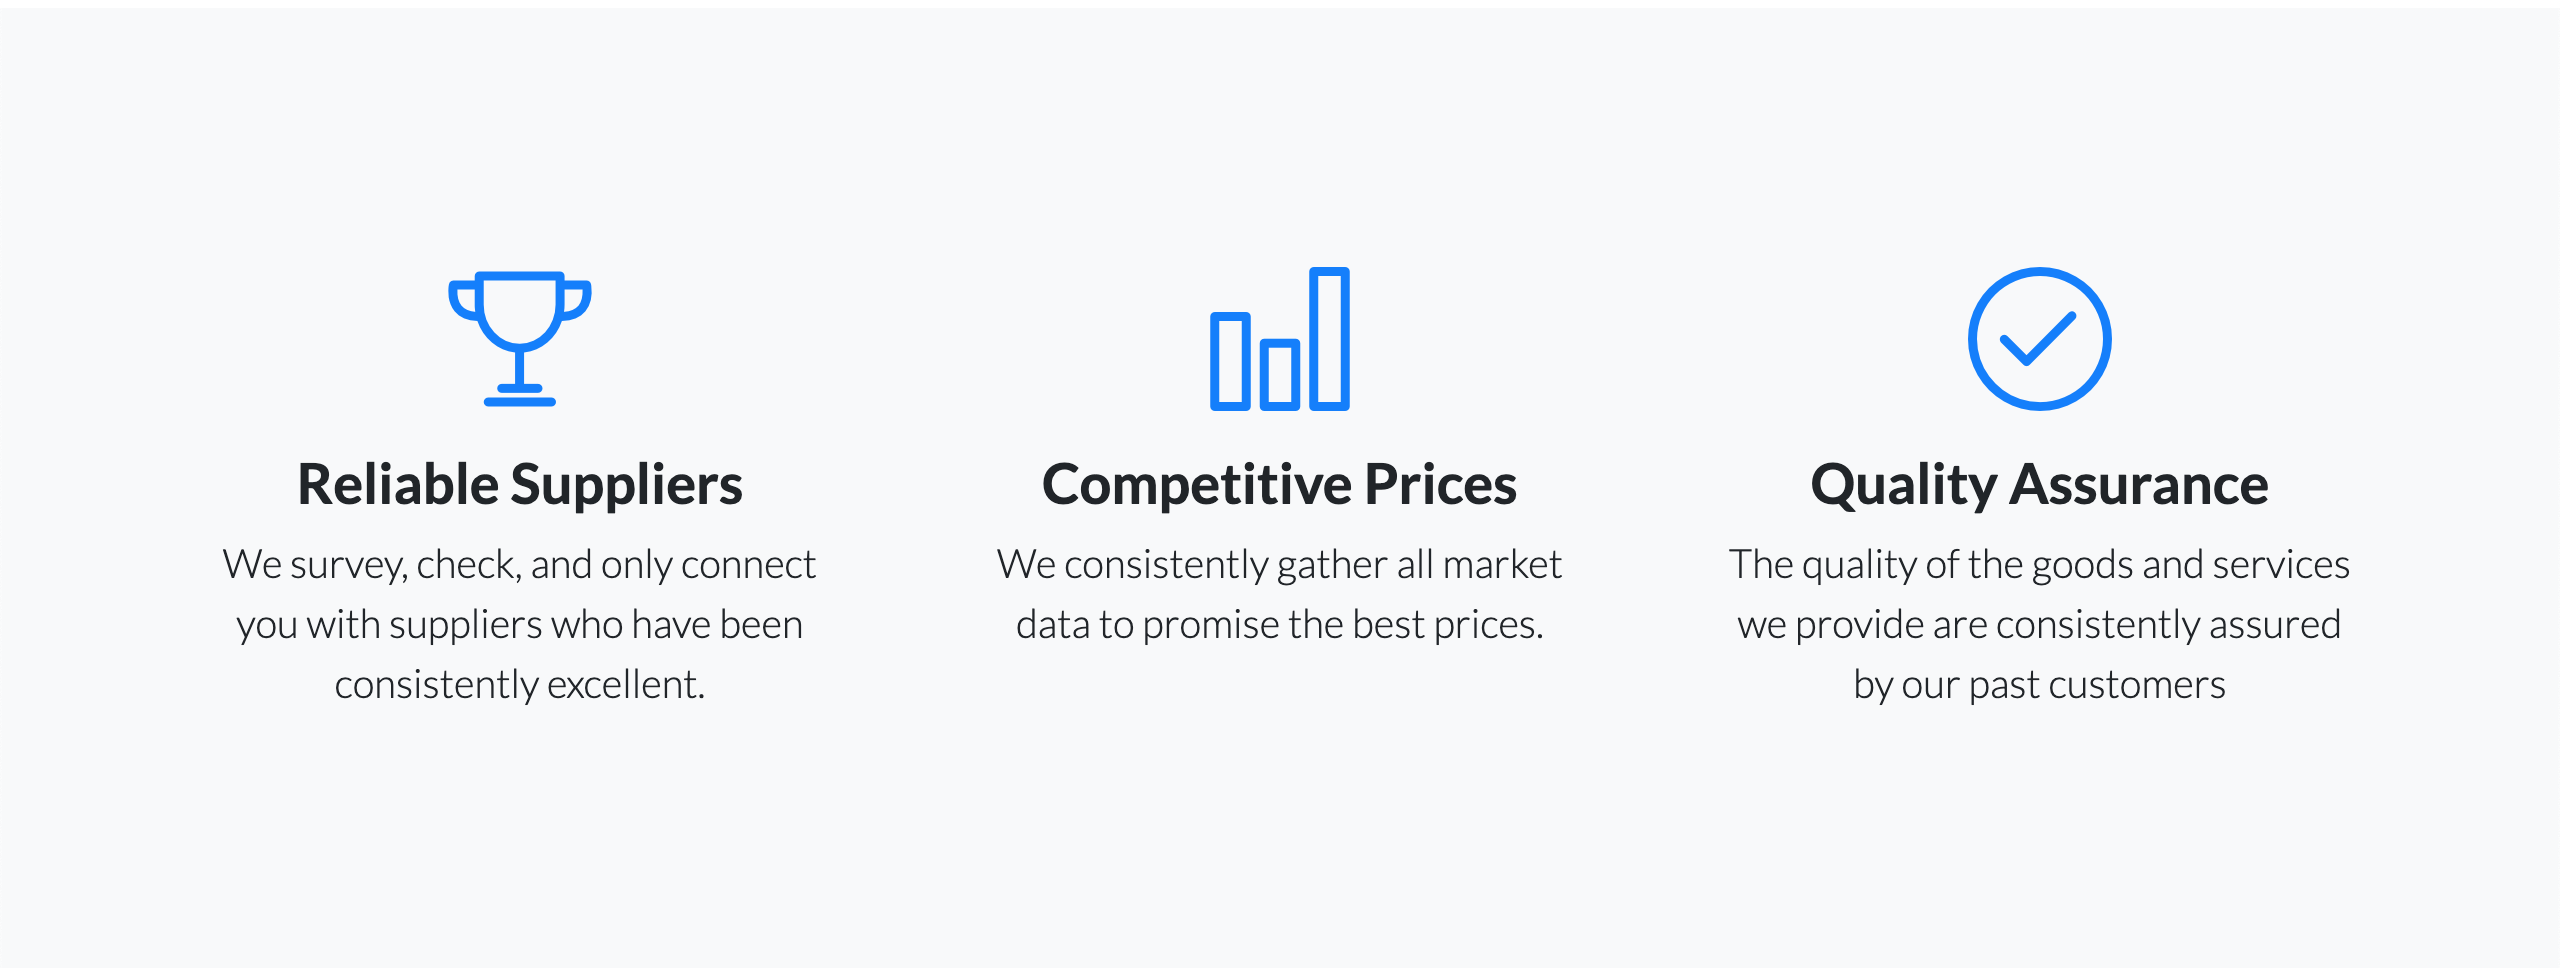 Reliable Suppliers
We survey, check, and only connect
you with suppliers who have been
consistently excellent.
Competitive Prices
We consistently gather all market
data to promise the best prices.
Quality Assurance
The quality of the goods and services
we provide are consistently assured
by our past customers